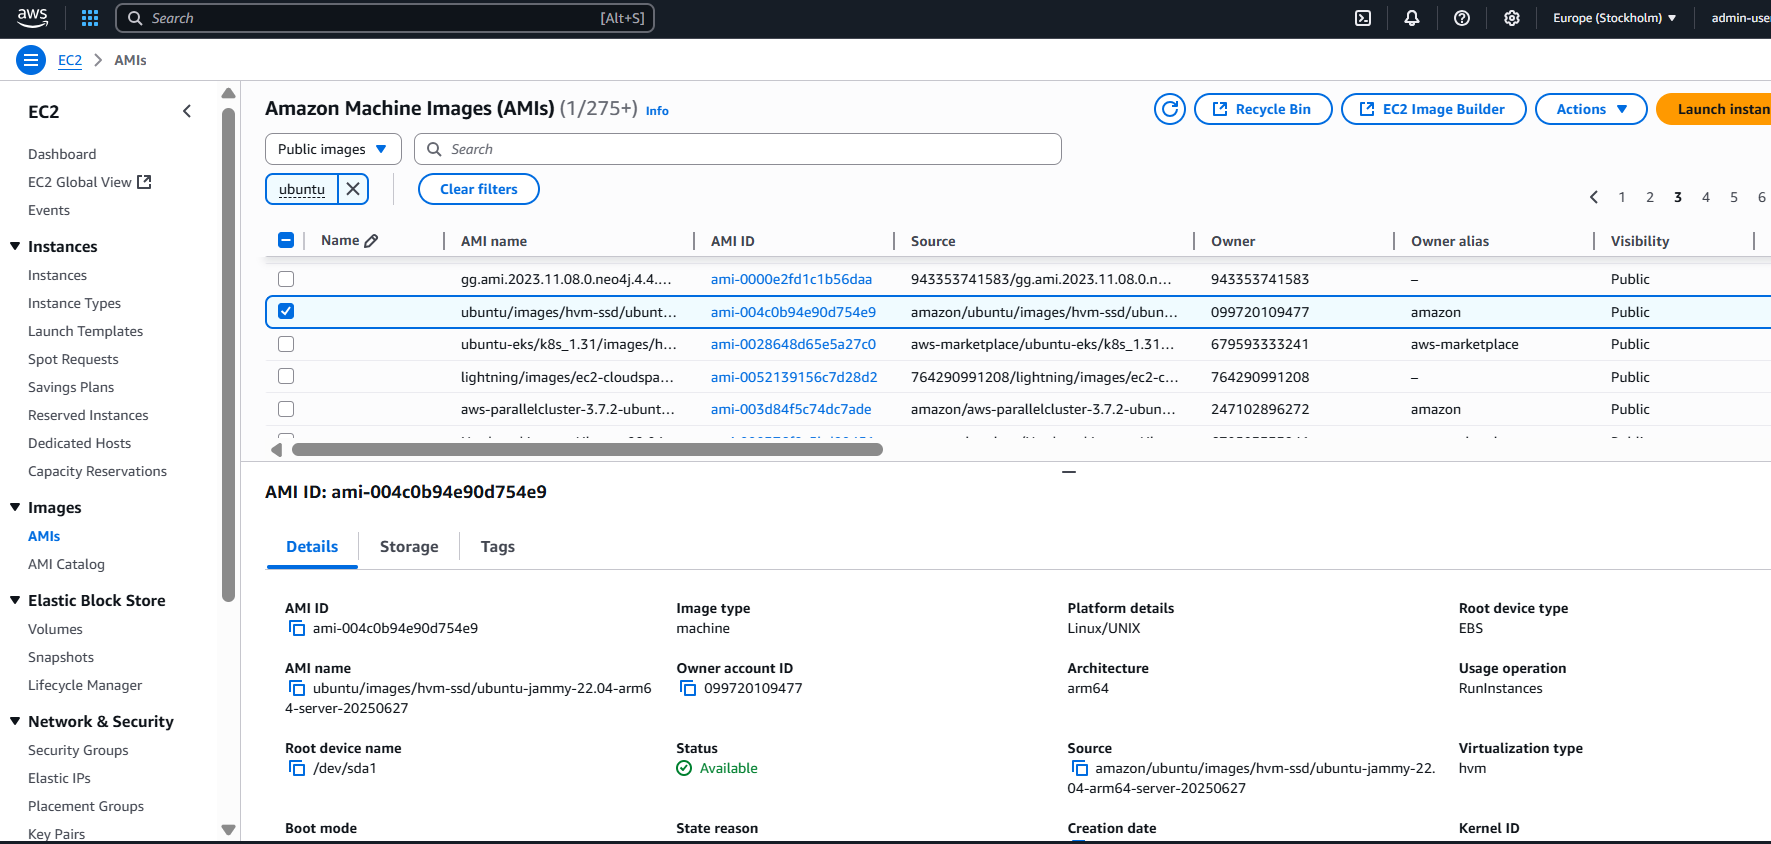 aws
Search [Alt+S]
Europe (Stockholm)
admin-use
EC2 > AMIs
EC2
Dashboard
EC2 Global View
Events
Instances
Instances
Instance Types
Launch Templates
Spot Requests
Savings Plans
Reserved Instances
Dedicated Hosts
Capacity Reservations
Images
AMIs
AMI Catalog
Elastic Block Store
Volumes
Snapshots
Lifecycle Manager
Network & Security
Security Groups
Elastic IPs
Placement Groups
Key Pairs
Amazon Machine Images (AMIs) (1/275+) Info
Recycle Bin
EC2 Image Builder
Actions
Launch instan
Public images
Search
ubuntu
Clear filters
1 2 3 4 5 6
Name AMI name AMI ID Source Owner Owner alias Visibility
gg.ami.2023.11.08.0.neo4j.4.4.... ami-0000e2fd1c1b56daa 943353741583/gg.ami.2023.11.08.0.n... 943353741583 – Public
ubuntu/images/hvm-ssd/ubunt... ami-004c0b94e90d754e9 amazon/ubuntu/images/hvm-ssd/ubun... 099720109477 amazon Public
ubuntu-eks/k8s_1.31/images/h... ami-0028648d65e5a27c0 aws-marketplace/ubuntu-eks/k8s_1.31... 679593333241 aws-marketplace Public
lightning/images/ec2-cloudspa... ami-0052139156c7d28d2 764290991208/lightning/images/ec2-c... 764290991208 – Public
aws-parallelcluster-3.7.2-ubunt... ami-003d84f5c74dc7ade amazon/aws-parallelcluster-3.7.2-ubun... 247102896272 amazon Public
AMI ID: ami-004c0b94e90d754e9
Details Storage Tags
AMI ID
ami-004c0b94e90d754e9
Image type
machine
Platform details
Linux/UNIX
Root device type
EBS
AMI name
ubuntu/images/hvm-ssd/ubuntu-jammy-22.04-arm6
4-server-20250627
Owner account ID
099720109477
Architecture
arm64
Usage operation
RunInstances
Root device name
/dev/sda1
Status
Available
Source
amazon/ubuntu/images/hvm-ssd/ubuntu-jammy-22.
04-arm64-server-20250627
Virtualization type
hvm
Boot mode
State reason
Creation date
Kernel ID